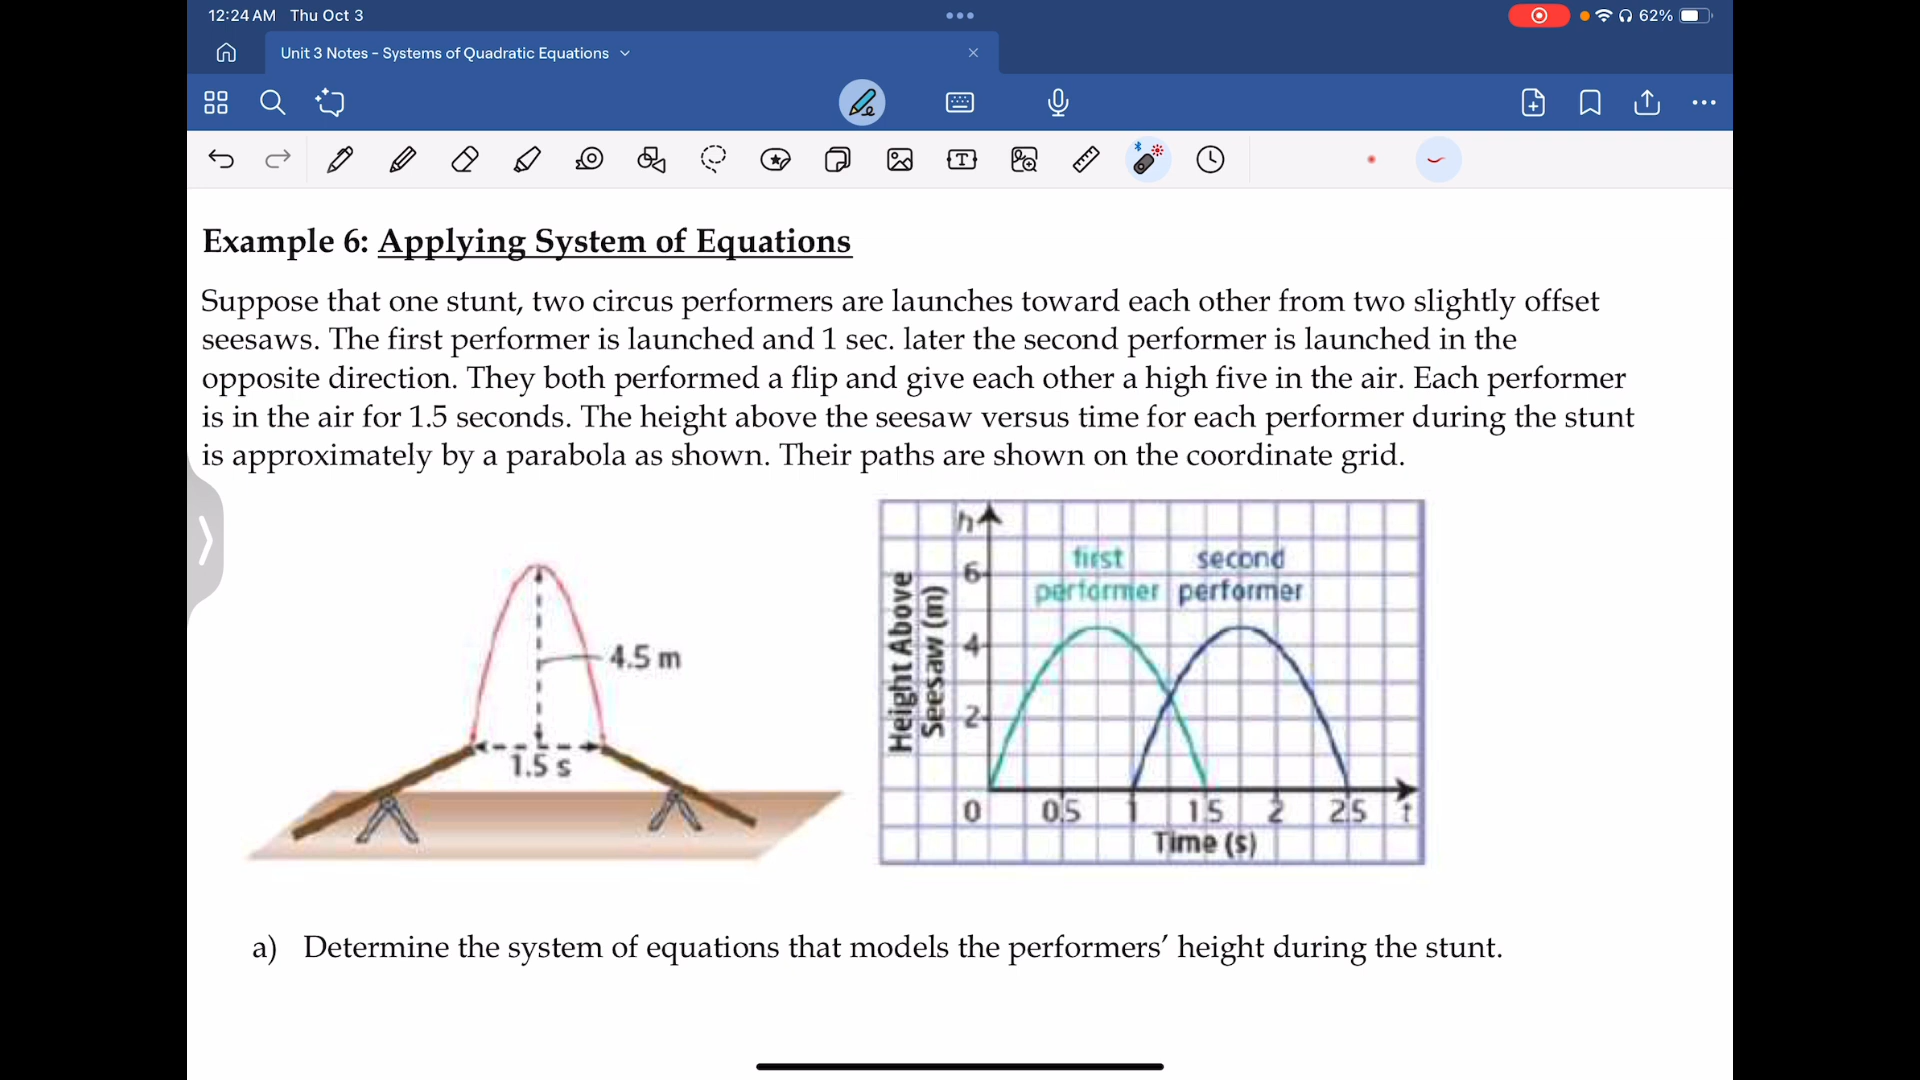 12:24 AM Thu Oct 3
62%
Unit 3 Notes - Systems of Quadratic Equations
Example 6: Applying System of Equations
Suppose that one stunt, two circus performers are launches toward each other from two slightly offset
seesaws. The first performer is launched and 1 sec. later the second performer is launched in the
opposite direction. They both performed a flip and give each other a high five in the air. Each performer
is in the air for 1.5 seconds. The height above the seesaw versus time for each performer during the stunt
is approximately by a parabola as shown. Their paths are shown on the coordinate grid.
4.5 m
1.5 s
h
first performer
second performer
Height Above
Seesaw (m)
6
4
2
0 0.5 1 1.5 2 2.5 t
Time (s)
a) Determine the system of equations that models the performers’ height during the stunt.